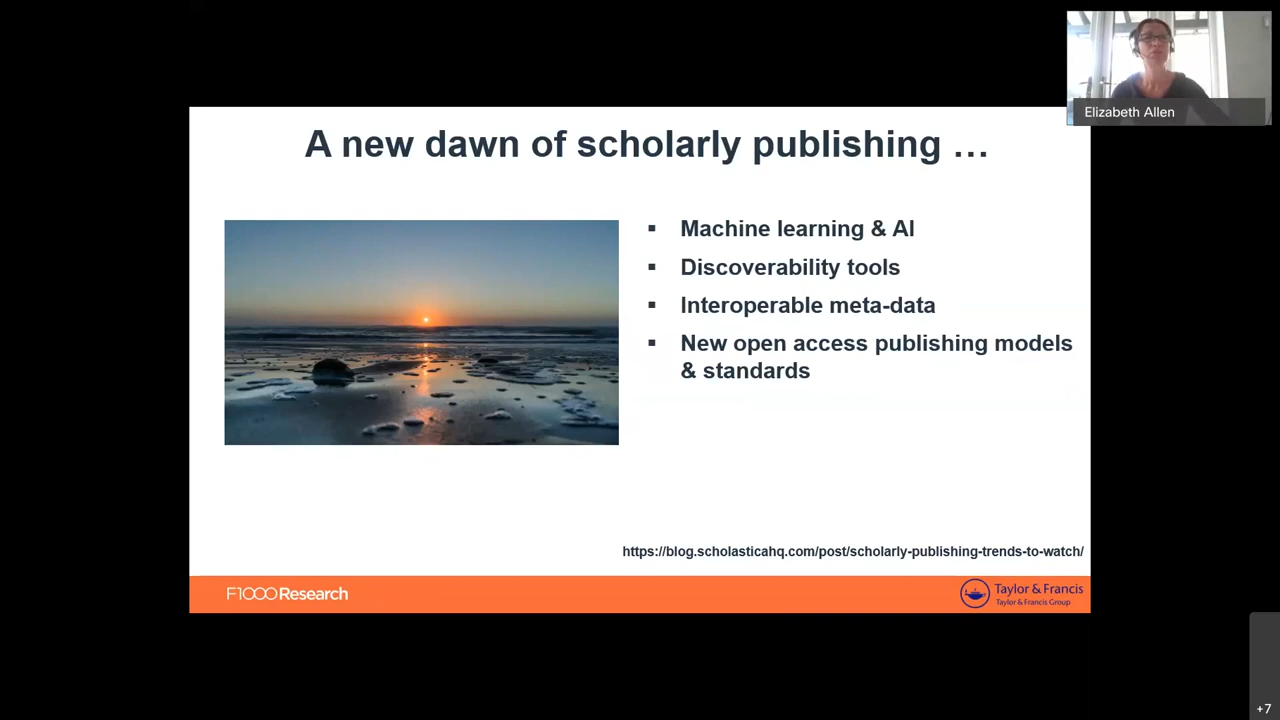 Elizabeth Allen
A new dawn of scholarly publishing …
▪ Machine learning & AI
▪ Discoverability tools
▪ Interoperable meta-data
▪ New open access publishing models
& standards
https://blog.scholasticahq.com/post/scholarly-publishing-trends-to-watch/
F1000Research
Taylor & Francis
Taylor & Francis Group
+7